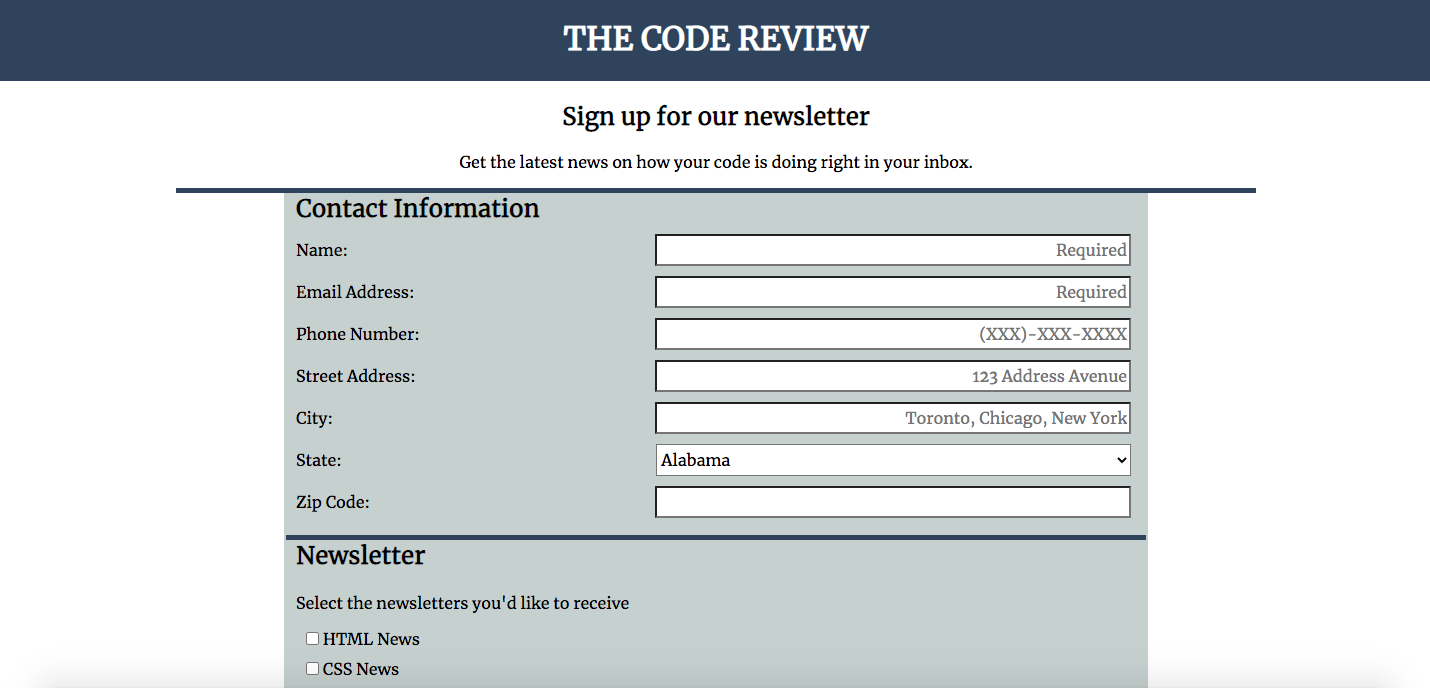 THE CODE REVIEW
Sign up for our newsletter
Get the latest news on how your code is doing right in your inbox.
Contact Information
Name: Required
Email Address: Required
Phone Number: (XXX)-XXX-XXXX
Street Address: 123 Address Avenue
City: Toronto, Chicago, New York
State: Alabama
Zip Code:
Newsletter
Select the newsletters you'd like to receive
HTML News
CSS News